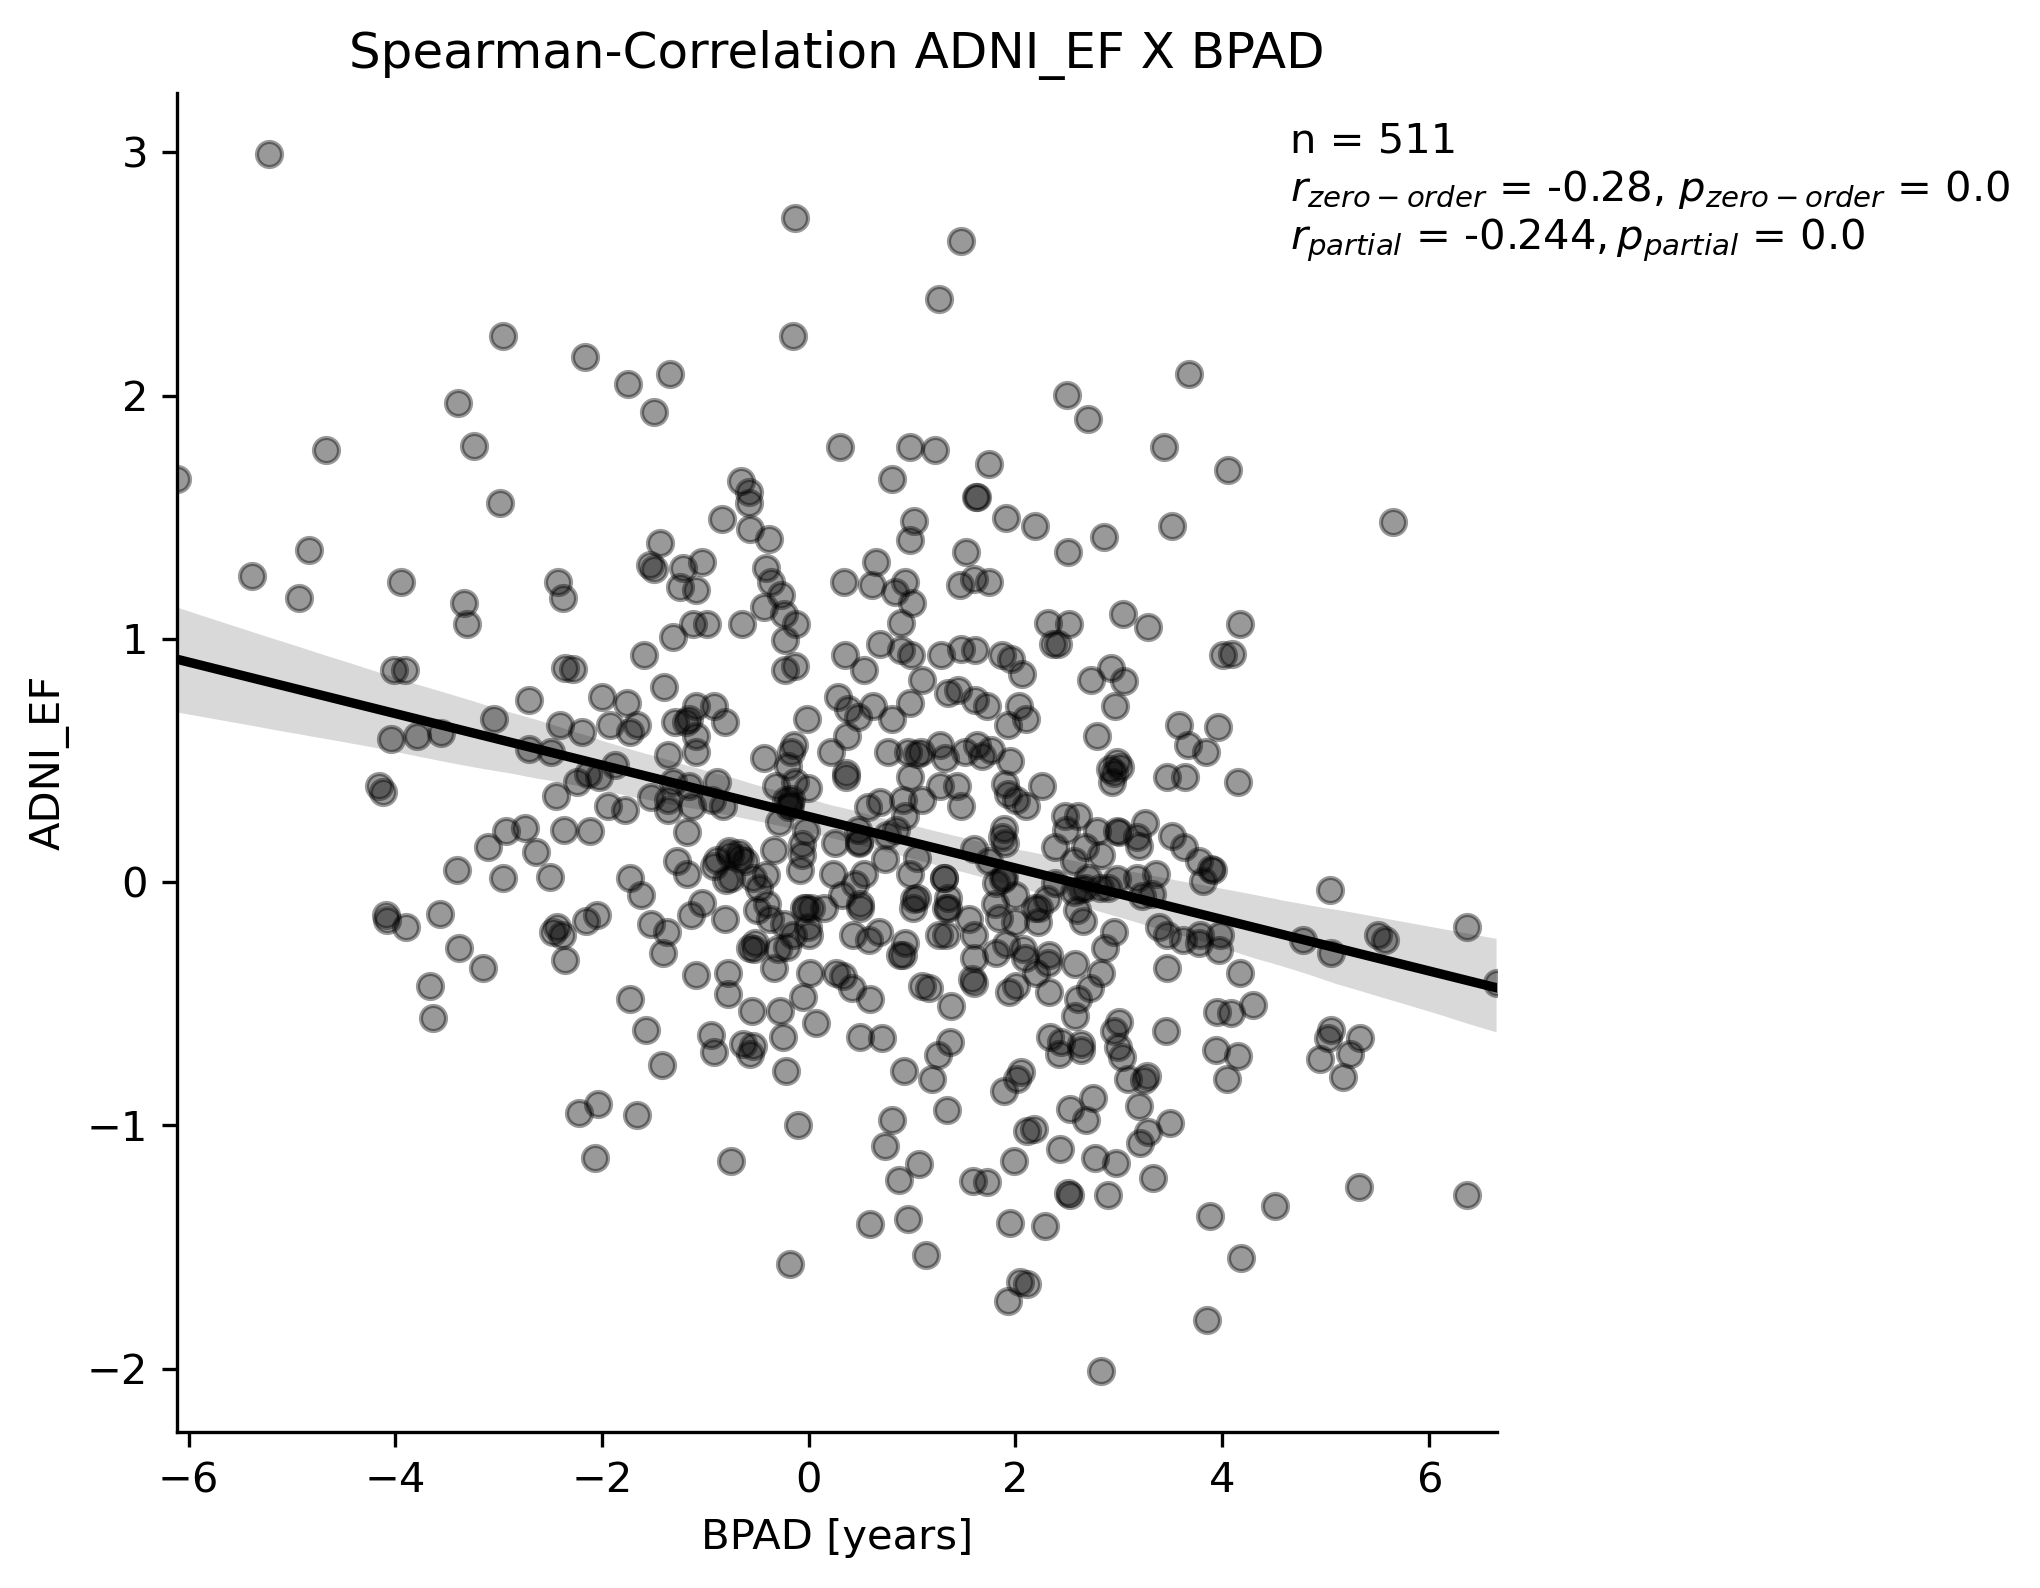 Spearman-Correlation ADNI_EF X BPAD
n = 511
r_zero−order = -0.28, p_zero−order = 0.0
r_partial = -0.244, p_partial = 0.0
3
2
1
0
−1
−2
ADNI_EF
−6 −4 −2 0 2 4 6
BPAD [years]